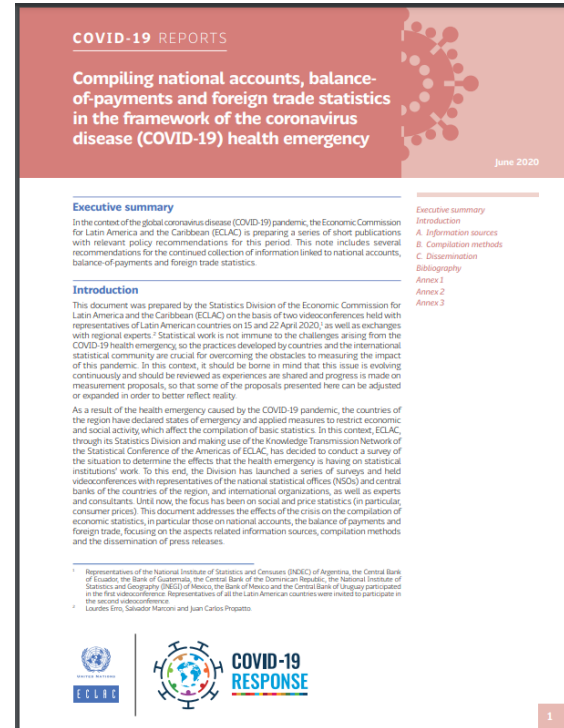 COVID-19 REPORTS
Compiling national accounts, balance-
of-payments and foreign trade statistics
in the framework of the coronavirus
disease (COVID-19) health emergency
June 2020
Executive summary
In the context of the global coronavirus disease (COVID-19) pandemic, the Economic Commission
for Latin America and the Caribbean (ECLAC) is preparing a series of short publications
with relevant policy recommendations for this period. This note includes several
recommendations for the continued collection of information linked to national accounts,
balance-of-payments and foreign trade statistics.
Introduction
This document was prepared by the Statistics Division of the Economic Commission for
Latin America and the Caribbean (ECLAC) on the basis of two videoconferences held with
representatives of Latin American countries on 15 and 22 April 2020,¹ as well as exchanges
with regional experts.² Statistical work is not immune to the challenges arising from the
COVID-19 health emergency, so the practices developed by countries and the international
statistical community are crucial for overcoming the obstacles to measuring the impact
of this pandemic. In this context, it should be borne in mind that this issue is evolving
continuously and should be reviewed as experiences are shared and progress is made on
measurement proposals, so that some of the proposals presented here can be adjusted
or expanded in order to better reflect reality.
As a result of the health emergency caused by the COVID-19 pandemic, the countries of
the region have declared states of emergency and applied measures to restrict economic
and social activity, which affect the compilation of basic statistics. In this context, ECLAC,
through its Statistics Division and making use of the Knowledge Transmission Network of
the Statistical Conference of the Americas of ECLAC, has decided to conduct a survey of
the situation to determine the effects that the health emergency is having on statistical
institutions' work. To this end, the Division has launched a series of surveys and held
videoconferences with representatives of the national statistical offices (NSOs) and central
banks of the countries of the region, and international organizations, as well as experts
and consultants. Until now, the focus has been on social and price statistics (in particular,
consumer prices). This document addresses the effects of the crisis on the compilation of
economic statistics, in particular those on national accounts, the balance of payments and
foreign trade, focusing on the aspects related information sources, compilation methods
and the dissemination of press releases.
¹ Representatives of the National Institute of Statistics and Censuses (INDEC) of Argentina, the Central Bank
of Ecuador, the Bank of Guatemala, the Central Bank of the Dominican Republic, the National Institute of
Statistics and Geography (INEGI) of Mexico, the Bank of Mexico and the Central Bank of Uruguay participated
in the first videoconference. Representatives of all the Latin American countries were invited to participate in
the second videoconference.
² Lourdes Erro, Salvador Marconi and Juan Carlos Propatto.
Executive summary
Introduction
A. Information sources
B. Compilation methods
C. Dissemination
Bibliography
Annex 1
Annex 2
Annex 3
United Nations
ECLAC
COVID-19
RESPONSE
1